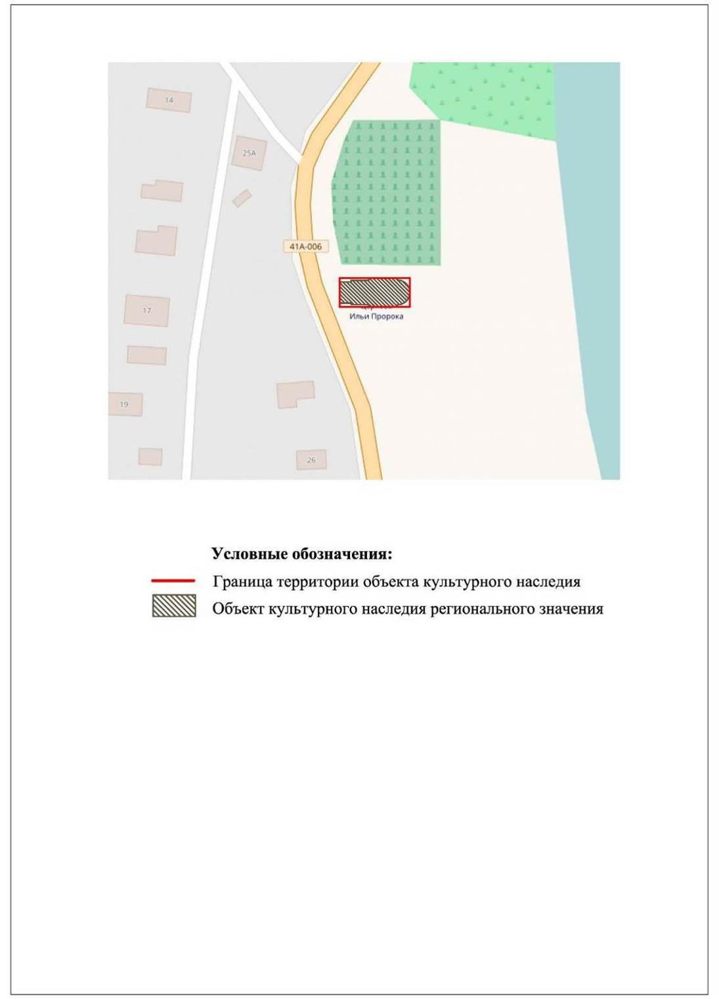 14
25А
41А-006
17
Ильи Пророка
19
26
Условные обозначения:
Граница территории объекта культурного наследия
Объект культурного наследия регионального значения